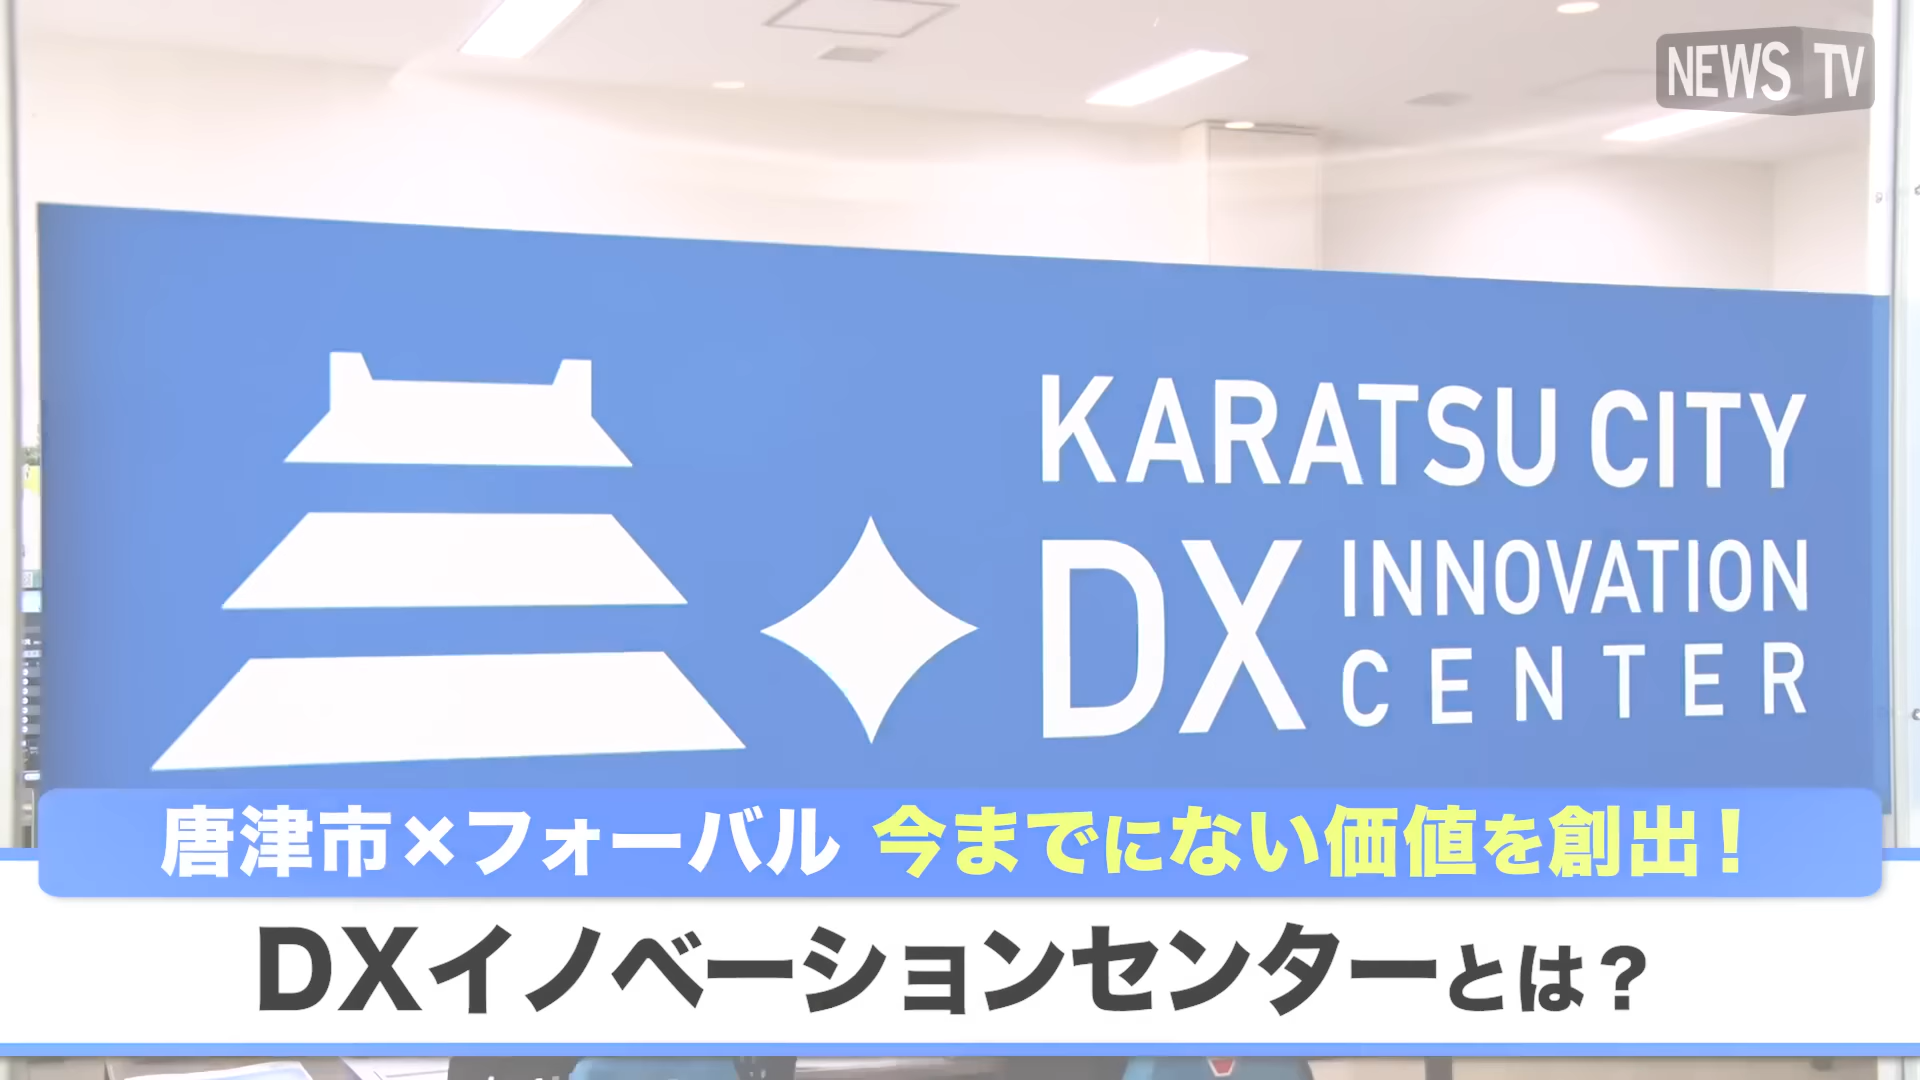 NEWS TV
KARATSU CITY
DX INNOVATION
CENTER
唐津市×フォーバル 今までにない価値を創出！
DXイノベーションセンターとは？